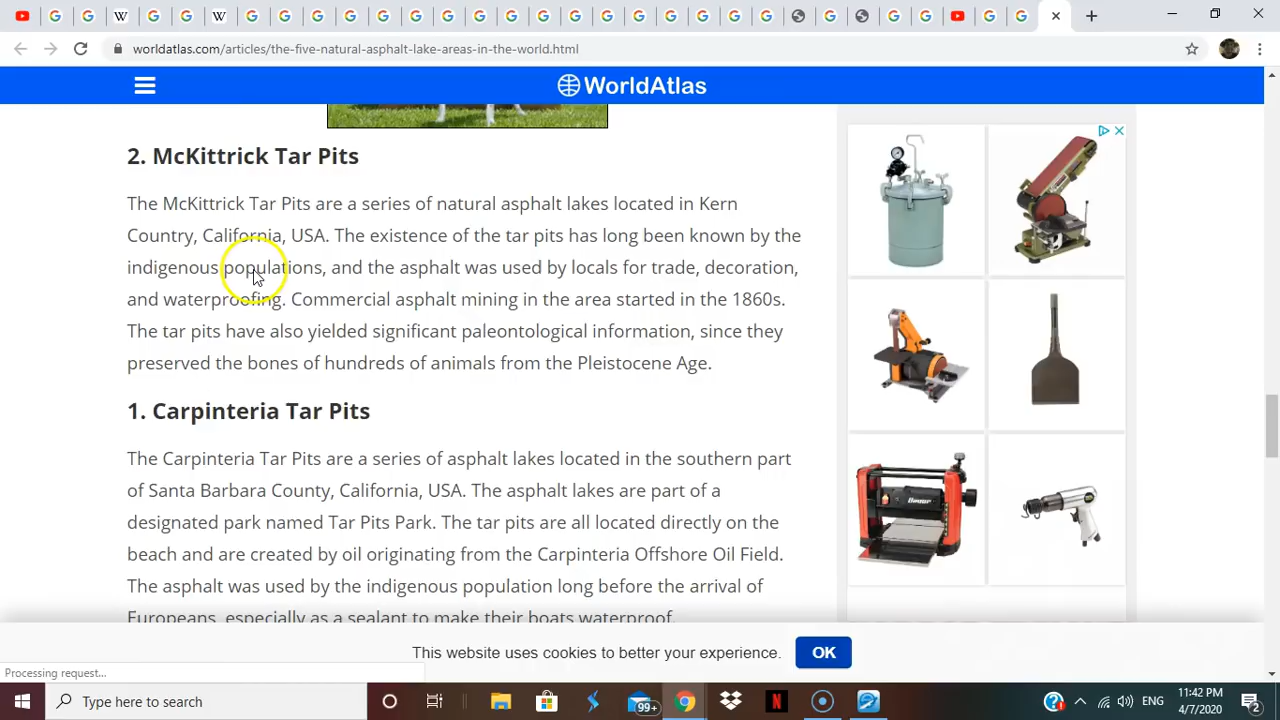 worldatlas.com/articles/the-five-natural-asphalt-lake-areas-in-the-world.html
WorldAtlas
2. McKittrick Tar Pits
The McKittrick Tar Pits are a series of natural asphalt lakes located in Kern
Country, California, USA. The existence of the tar pits has long been known by the
indigenous populations, and the asphalt was used by locals for trade, decoration,
and waterproofing. Commercial asphalt mining in the area started in the 1860s.
The tar pits have also yielded significant paleontological information, since they
preserved the bones of hundreds of animals from the Pleistocene Age.
1. Carpinteria Tar Pits
The Carpinteria Tar Pits are a series of asphalt lakes located in the southern part
of Santa Barbara County, California, USA. The asphalt lakes are part of a
designated park named Tar Pits Park. The tar pits are all located directly on the
beach and are created by oil originating from the Carpinteria Offshore Oil Field.
The asphalt was used by the indigenous population long before the arrival of
Europeans, especially as a sealant to make their boats waterproof.
This website uses cookies to better your experience. OK
Processing request...
Type here to search
99+
N
ENG
11:42 PM
4/7/2020
2